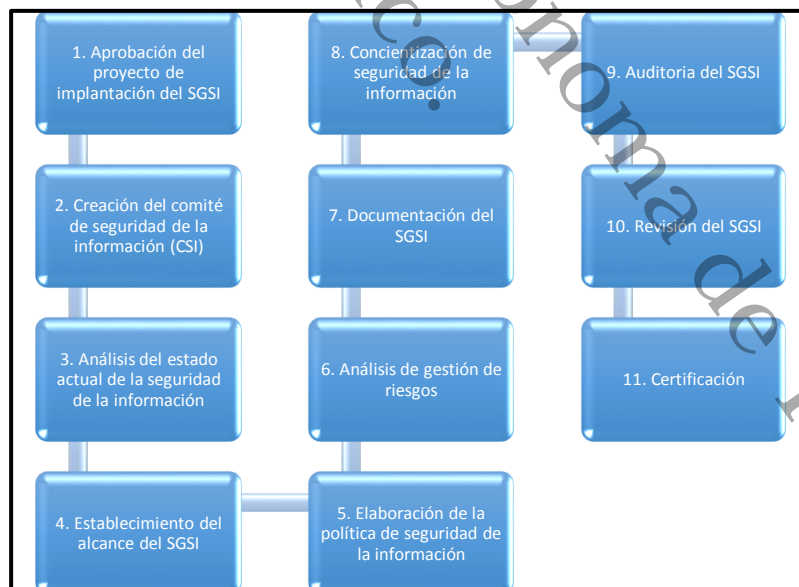 1. Aprobación del
proyecto de
implantación del SGSI
2. Creación del comité
de seguridad de la
información (CSI)
3. Análisis del estado
actual de la seguridad
de la información
4. Establecimiento del
alcance del SGSI
5. Elaboración de la
política de seguridad de
la información
6. Análisis de gestión de
riesgos
7. Documentación del
SGSI
8. Concientización de
seguridad de la
información
9. Auditoria del SGSI
10. Revisión del SGSI
11. Certificación
onoma de
co.